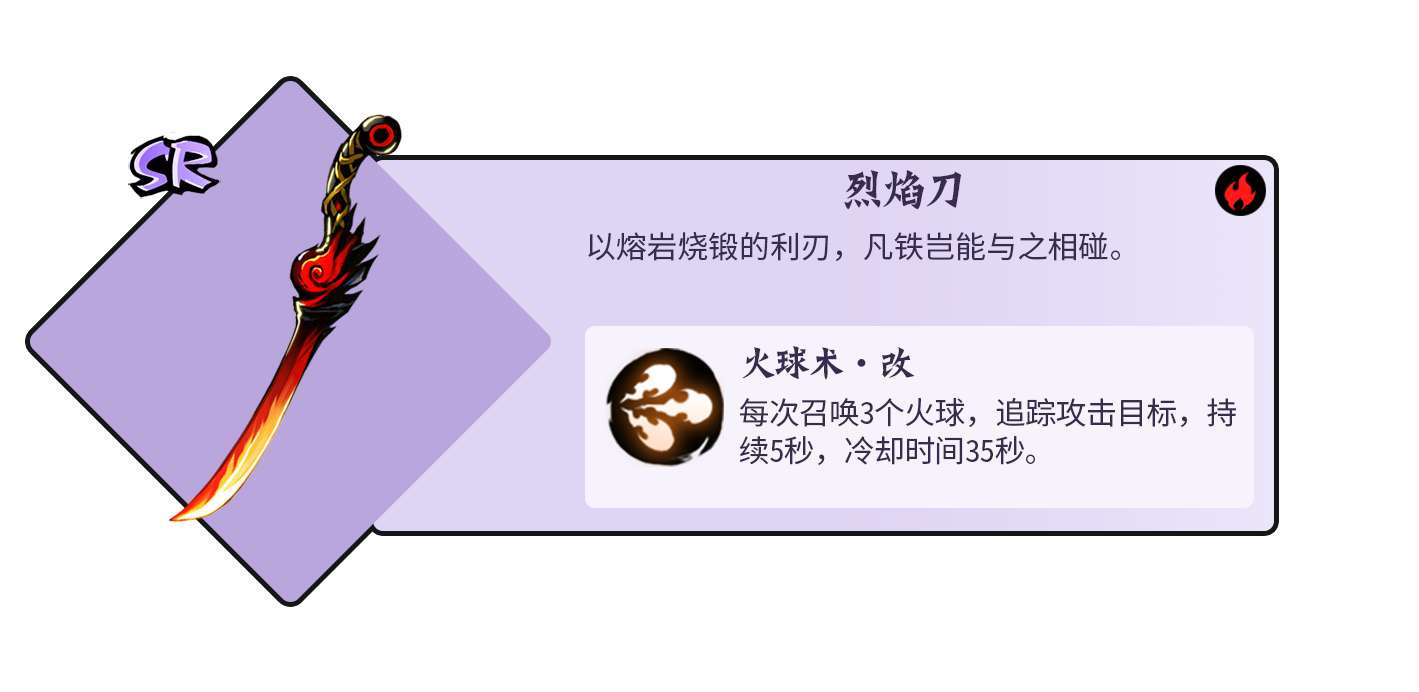 SR
烈焰刀
以熔岩烧锻的利刃，凡铁岂能与之相碰。
火球术·改
每次召唤3个火球，追踪攻击目标，持
续5秒，冷却时间35秒。